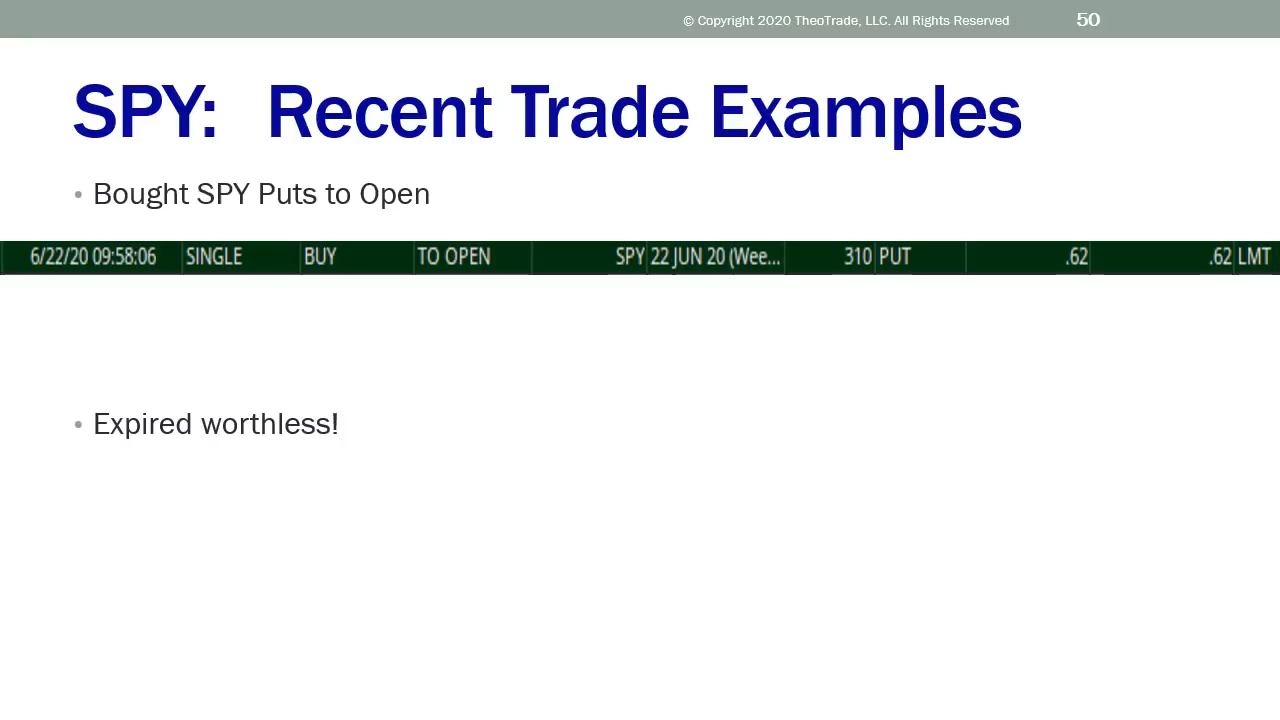 © Copyright 2020 TheoTrade, LLC. All Rights Reserved 50
SPY: Recent Trade Examples
• Bought SPY Puts to Open
6/22/20 09:58:06 SINGLE BUY TO OPEN SPY 22 JUN 20 (Wee... 310 PUT .62 .62 LMT
• Expired worthless!